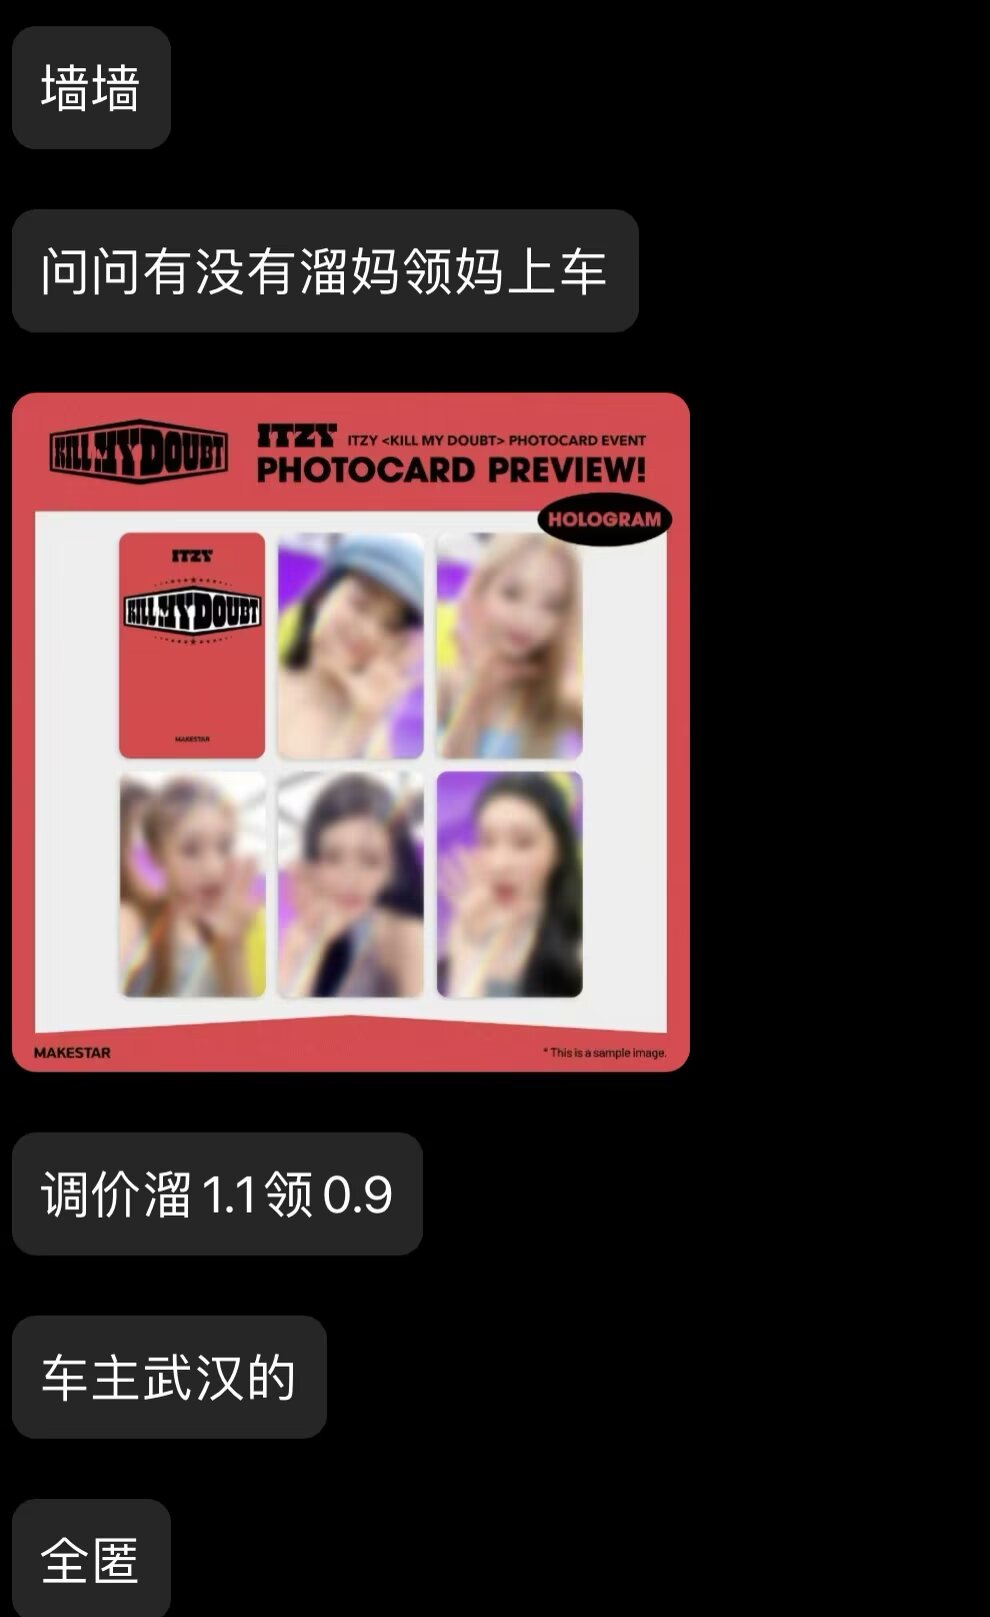 墙墙
问问有没有溜妈领妈上车
KILL MY DOUBT
ITZY ITZY <KILL MY DOUBT> PHOTOCARD EVENT
PHOTOCARD PREVIEW!
HOLOGRAM
ITZY
KILL MY DOUBT
MAKESTAR
MAKESTAR
* This is a sample image.
调价溜1.1领0.9
车主武汉的
全匿